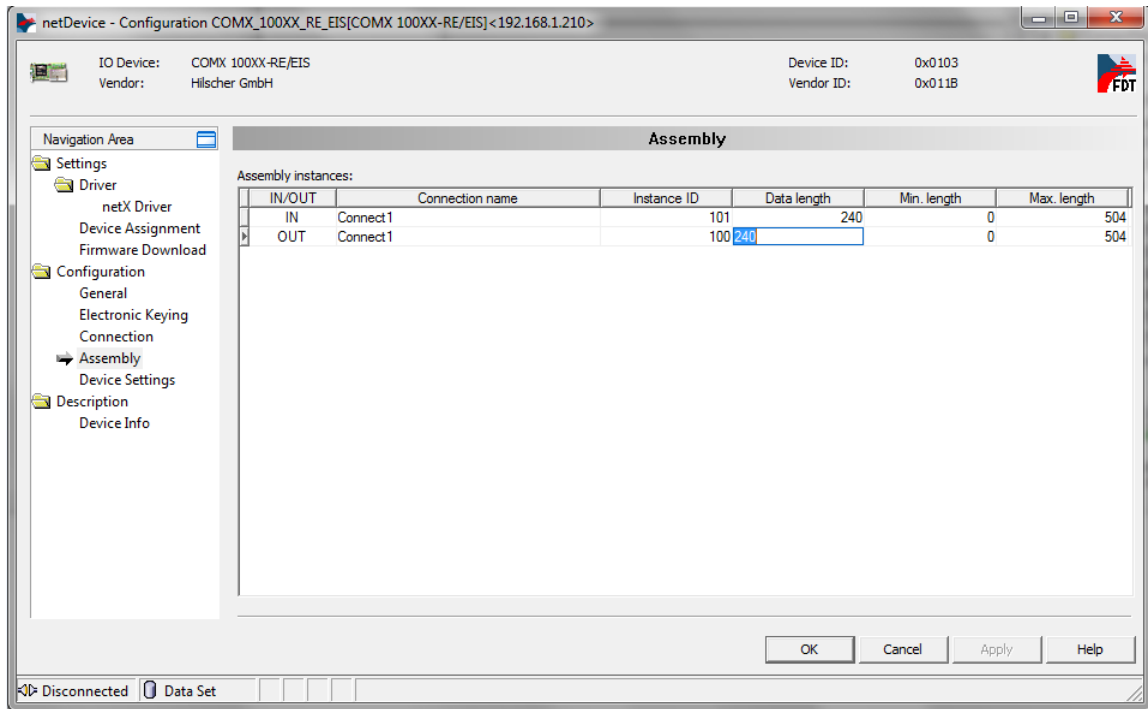 netDevice - Configuration COMX_100XX_RE_EIS[COMX 100XX-RE/EIS]<192.168.1.210>
IO Device: COMX 100XX-RE/EIS Device ID: 0x0103
Vendor: Hilscher GmbH Vendor ID: 0x011B
FDT
Navigation Area
Settings
Driver
netX Driver
Device Assignment
Firmware Download
Configuration
General
Electronic Keying
Connection
Assembly
Device Settings
Description
Device Info
Assembly
Assembly instances:
IN/OUT Connection name Instance ID Data length Min. length Max. length
IN Connect1 101 240 0 504
OUT Connect1 100 240 0 504
OK Cancel Apply Help
Disconnected Data Set